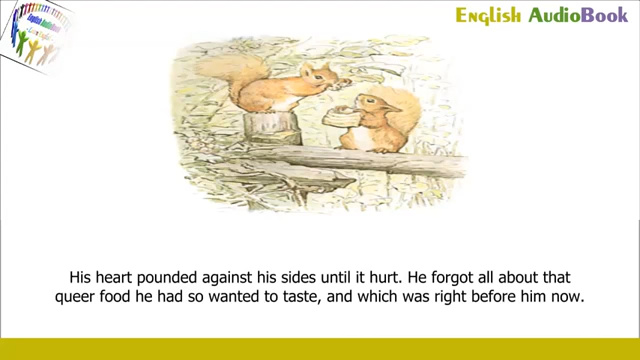 English AudioBook
His heart pounded against his sides until it hurt. He forgot all about that
queer food he had so wanted to taste, and which was right before him now.